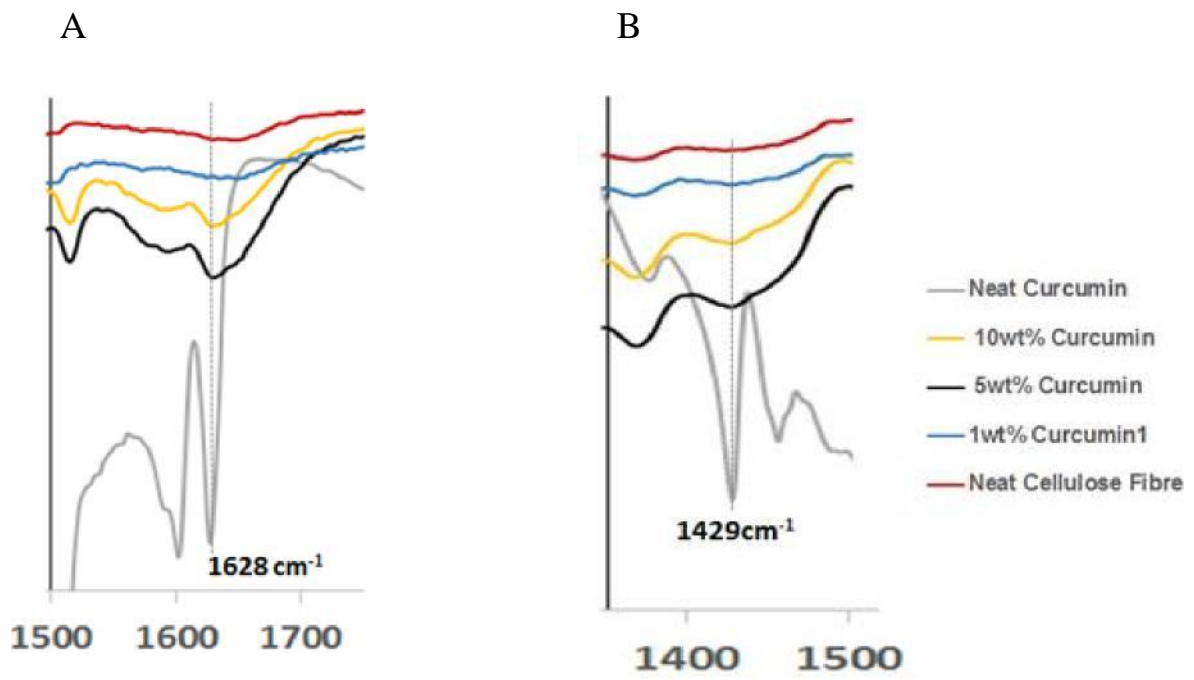 A
B
1628 cm-1
1500 1600 1700
1429cm-1
1400 1500
Neat Curcumin
10wt% Curcumin
5wt% Curcumin
1wt% Curcumin1
Neat Cellulose Fibre